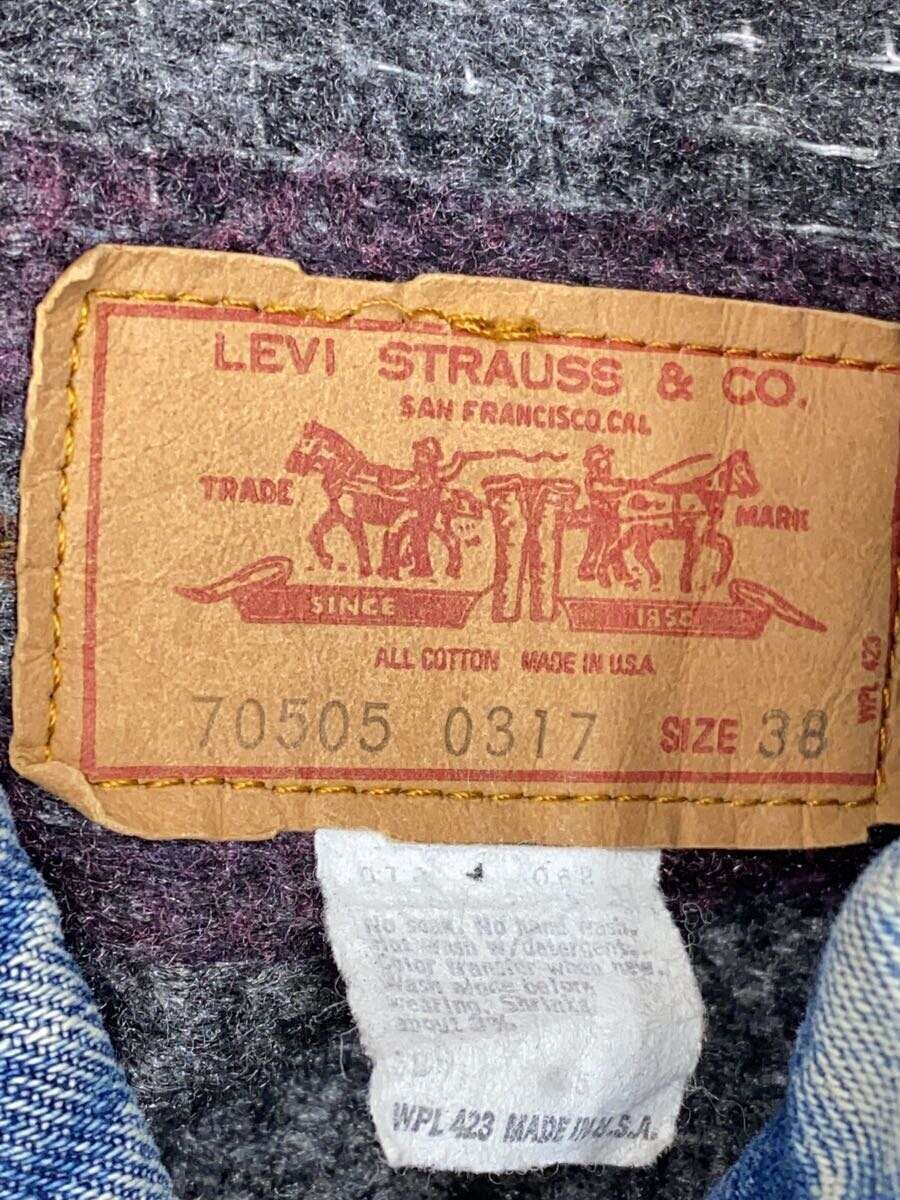 LEVI STRAUSS & CO.
SAN FRANCISCO, CAL
TRADE MARK
SINCE 1850
ALL COTTON MADE IN U.S.A
WPL 423
70505 0317 SIZE 38
No soak. No hand wash.
Hot wash w/detergent.
Color transfer when new.
Wash alone before
wearing. Shrinks
about 3%.
WPL 423 MADE IN U.S.A.